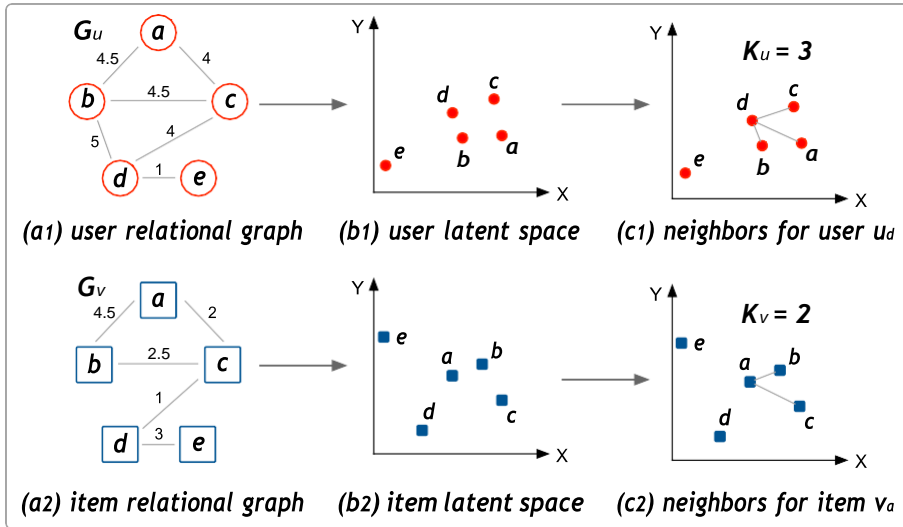 Gu
a
4.5
4
b
4.5
c
5
4
d
1
e
(a1) user relational graph
Y
c
d
b
a
e
X
(b1) user latent space
Y
Ku = 3
c
d
b
a
e
X
(c1) neighbors for user ud
Gv
a
4.5
2
b
2.5
c
1
d
3
e
(a2) item relational graph
Y
e
a
b
c
d
X
(b2) item latent space
Y
Kv = 2
e
a
b
c
d
X
(c2) neighbors for item va